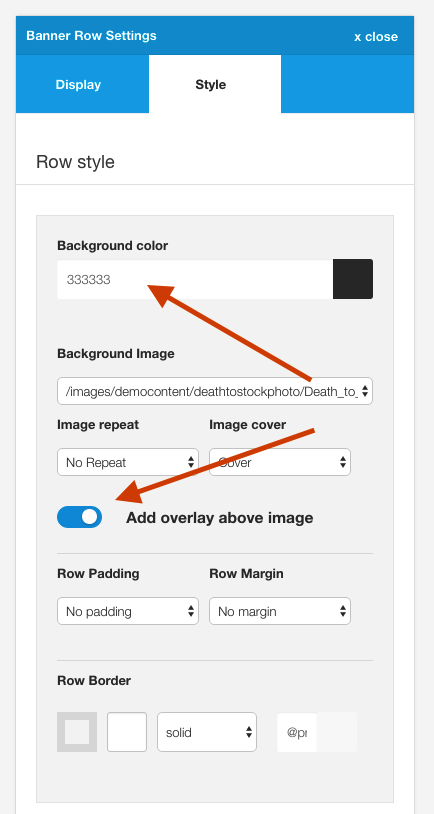 Banner Row Settings x close
Display Style
Row style
Background color
333333
Background Image
/images/democontent/deathtostockphoto/Death_to_
Image repeat Image cover
No Repeat Cover
Add overlay above image
Row Padding Row Margin
No padding No margin
Row Border
solid @pr